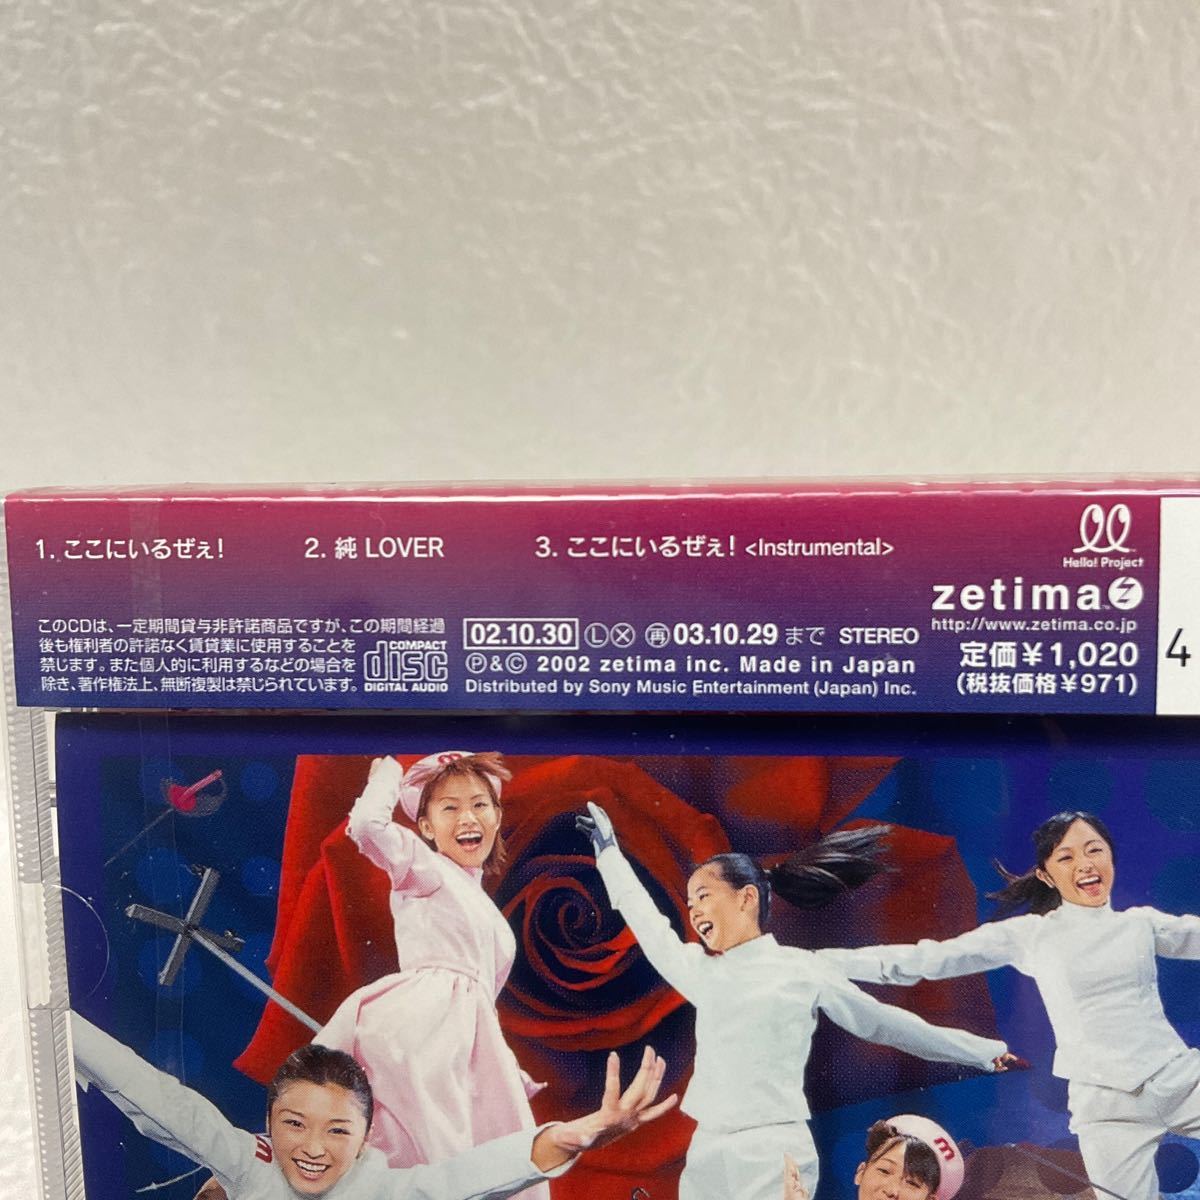 1. ここにいるぜぇ!
2. 純 LOVER
3. ここにいるぜぇ! <Instrumental>
Hello! Project
zetima
http://www.zetima.co.jp
定価￥1,020
(税抜価格￥971)
このCDは、一定期間貸与非許諾商品ですが、この期間経過
後も権利者の許諾なく賃貸業に使用することを
禁じます。また個人的に利用するなどの場合を
除き、著作権法上、無断複製は禁じられています。
COMPACT
disc
DIGITAL AUDIO
02.10.30 Ⓛ Ⓧ ㊢ 03.10.29 まで STEREO
Ⓟ&Ⓒ 2002 zetima inc. Made in Japan
Distributed by Sony Music Entertainment (Japan) Inc.
4
m
m
m